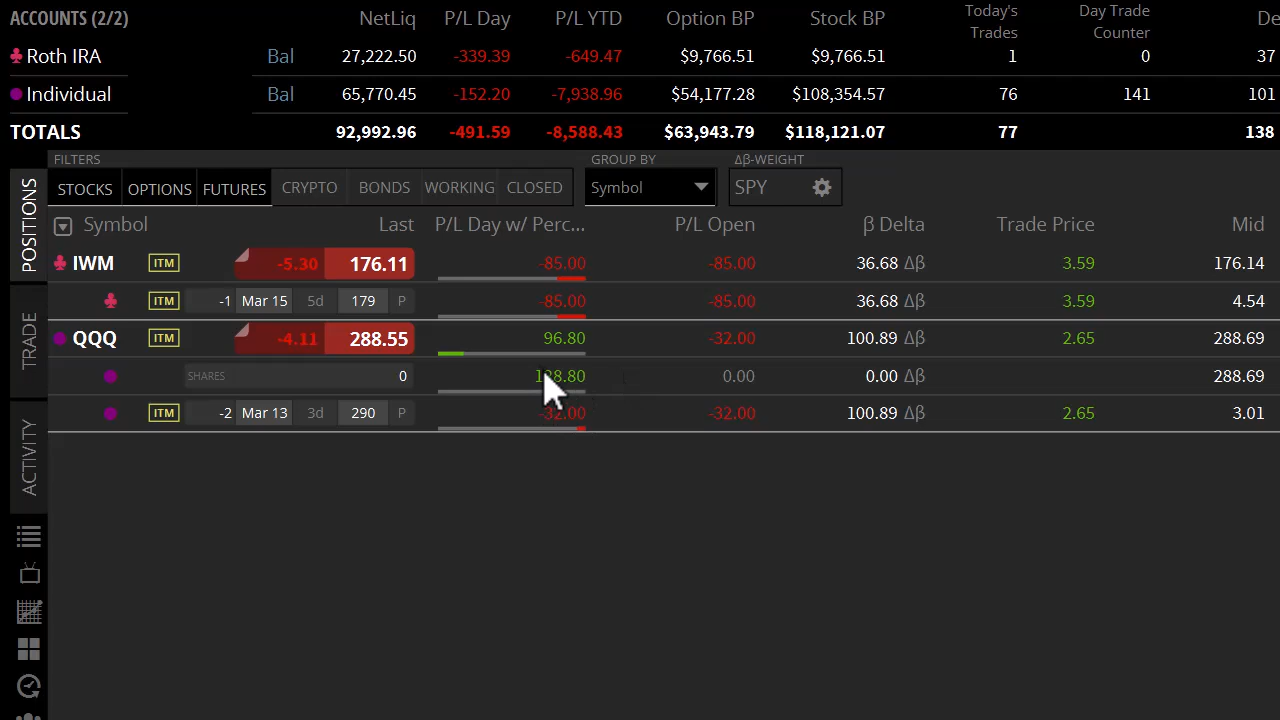 ACCOUNTS (2/2) NetLiq P/L Day P/L YTD Option BP Stock BP Today's Trades Day Trade Counter De
Roth IRA Bal 27,222.50 -339.39 -649.47 $9,766.51 $9,766.51 1 0 37
Individual Bal 65,770.45 -152.20 -7,938.96 $54,177.28 $108,354.57 76 141 101
TOTALS 92,992.96 -491.59 -8,588.43 $63,943.79 $118,121.07 77 138
FILTERS GROUP BY Δβ-WEIGHT
STOCKS OPTIONS FUTURES CRYPTO BONDS WORKING CLOSED Symbol SPY
POSITIONS
Symbol Last P/L Day w/ Perc... P/L Open β Delta Trade Price Mid
IWM ITM -5.30 176.11 -85.00 -85.00 36.68 Δβ 3.59 176.14
ITM -1 Mar 15 5d 179 P -85.00 -85.00 36.68 Δβ 3.59 4.54
TRADE
QQQ ITM -4.11 288.55 96.80 -32.00 100.89 Δβ 2.65 288.69
SHARES 0 128.80 0.00 0.00 Δβ 288.69
ITM -2 Mar 13 3d 290 P -32.00 -32.00 100.89 Δβ 2.65 3.01
ACTIVITY